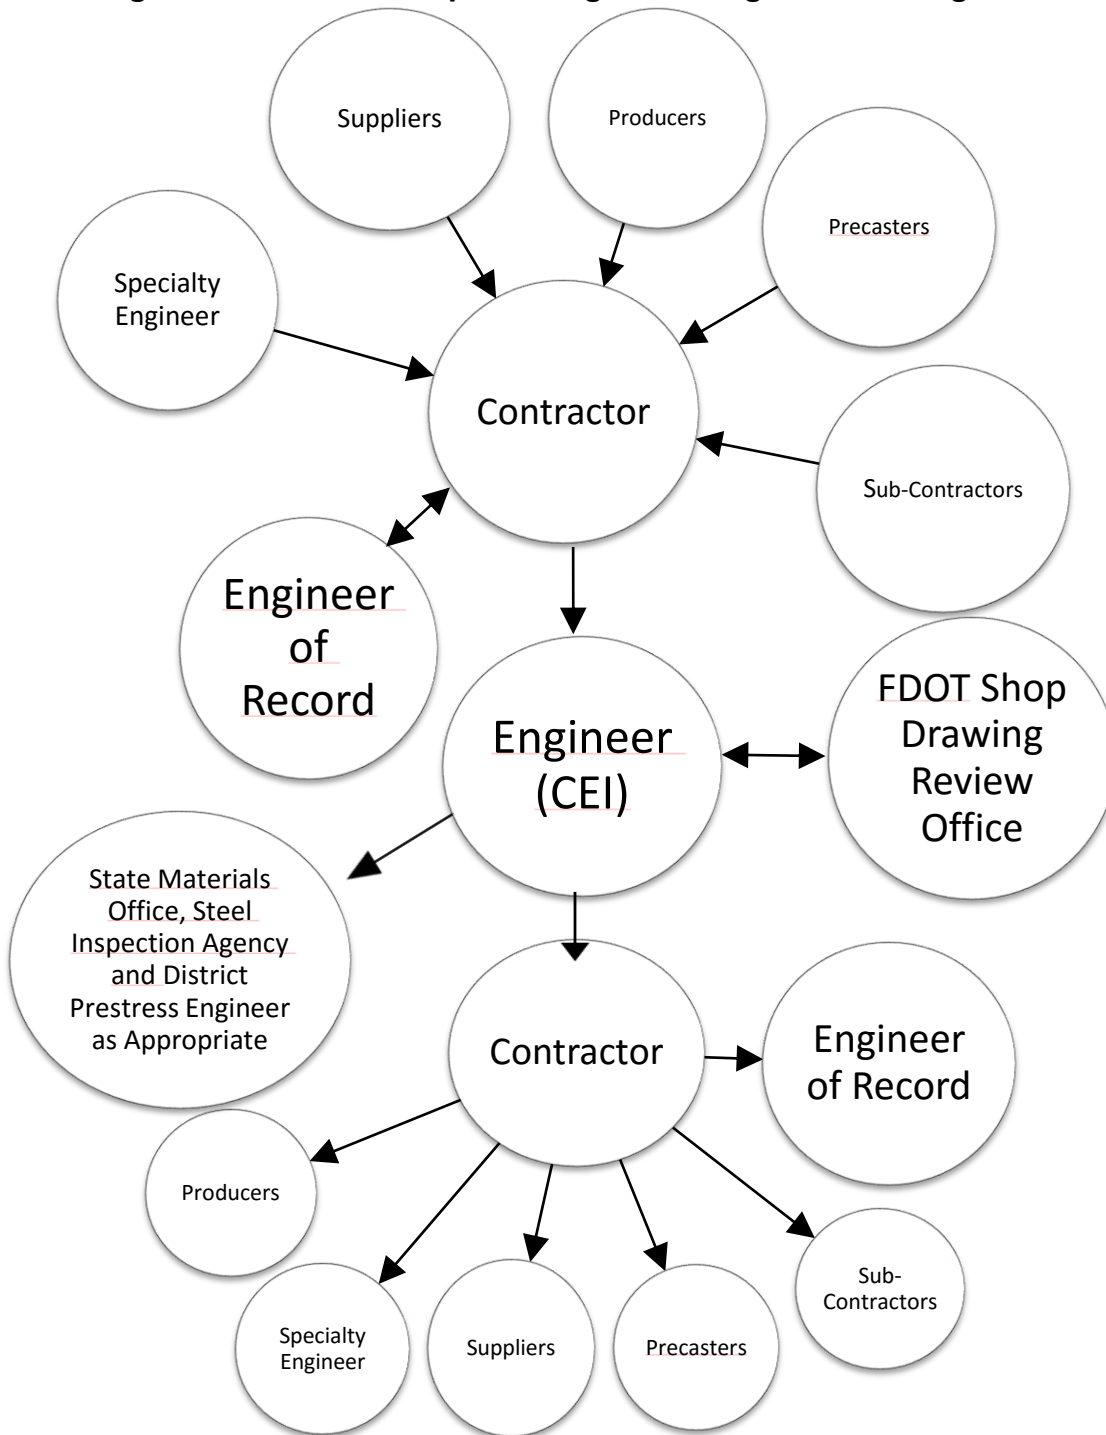 Suppliers
Producers
Precasters
Specialty
Engineer
Contractor
Sub-Contractors
Engineer
of
Record
Engineer
(CEI)
FDOT Shop
Drawing
Review
Office
State Materials
Office, Steel
Inspection Agency
and District
Prestress Engineer
as Appropriate
Contractor
Engineer
of Record
Producers
Sub-
Contractors
Specialty
Engineer
Suppliers
Precasters